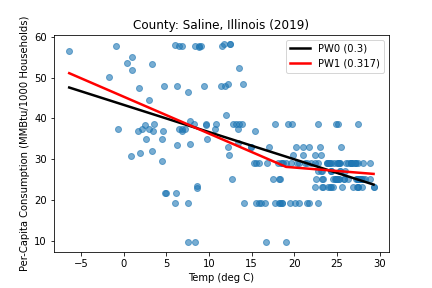 County: Saline, Illinois (2019)
PW0 (0.3)
PW1 (0.317)
Per-Capita Consumption (MMBtu/1000 Households)
60
50
40
30
20
10
−5 0 5 10 15 20 25 30
Temp (deg C)